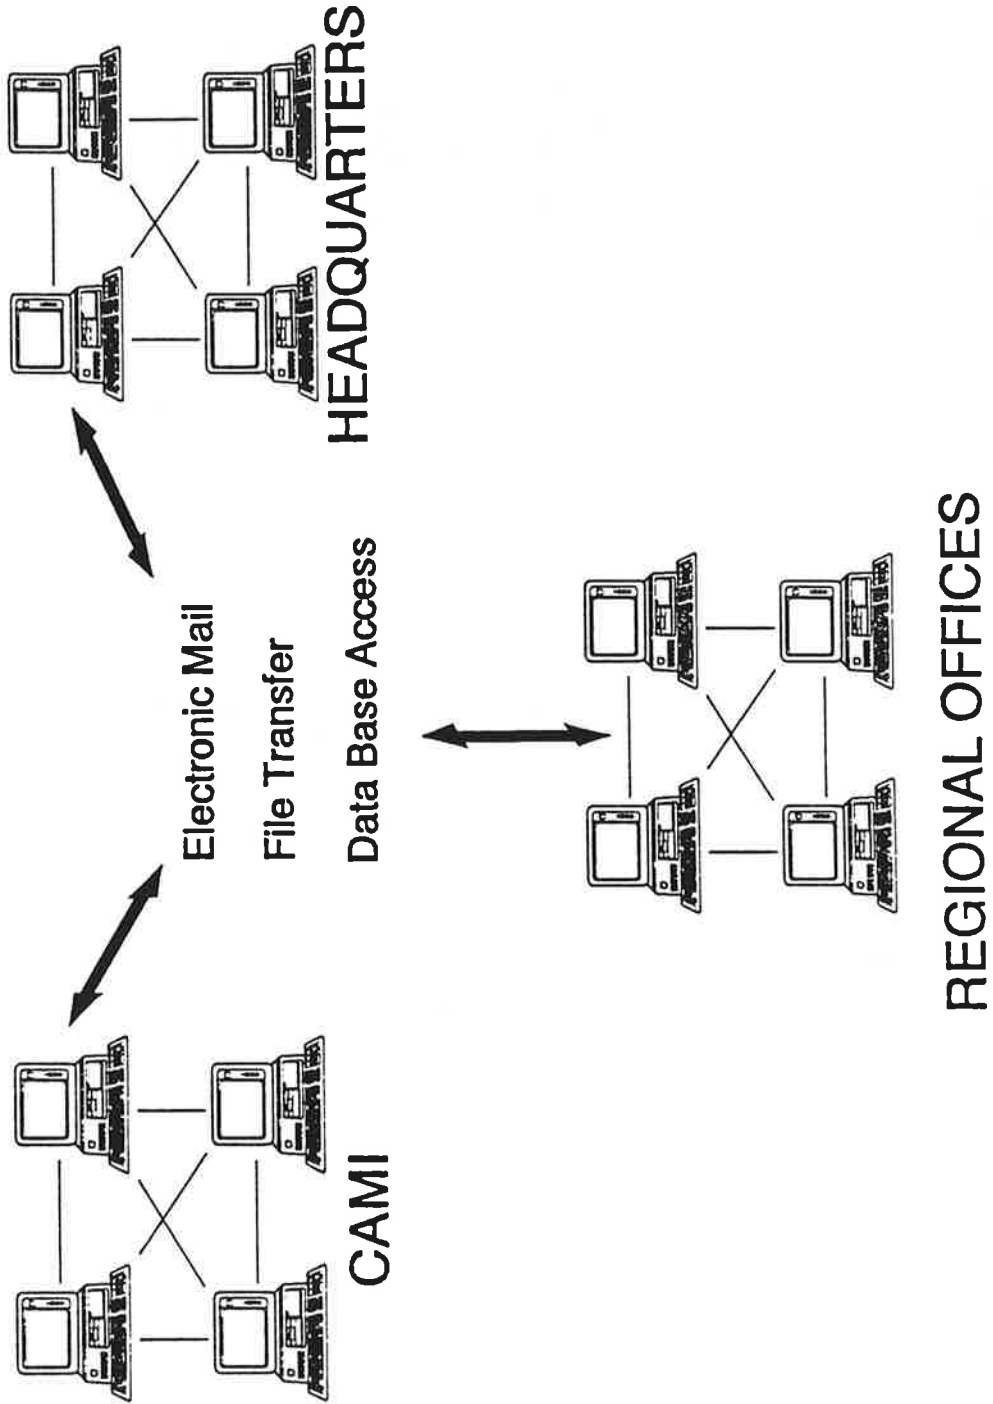 Electronic Mail
File Transfer
Data Base Access
CAMI
HEADQUARTERS
REGIONAL OFFICES